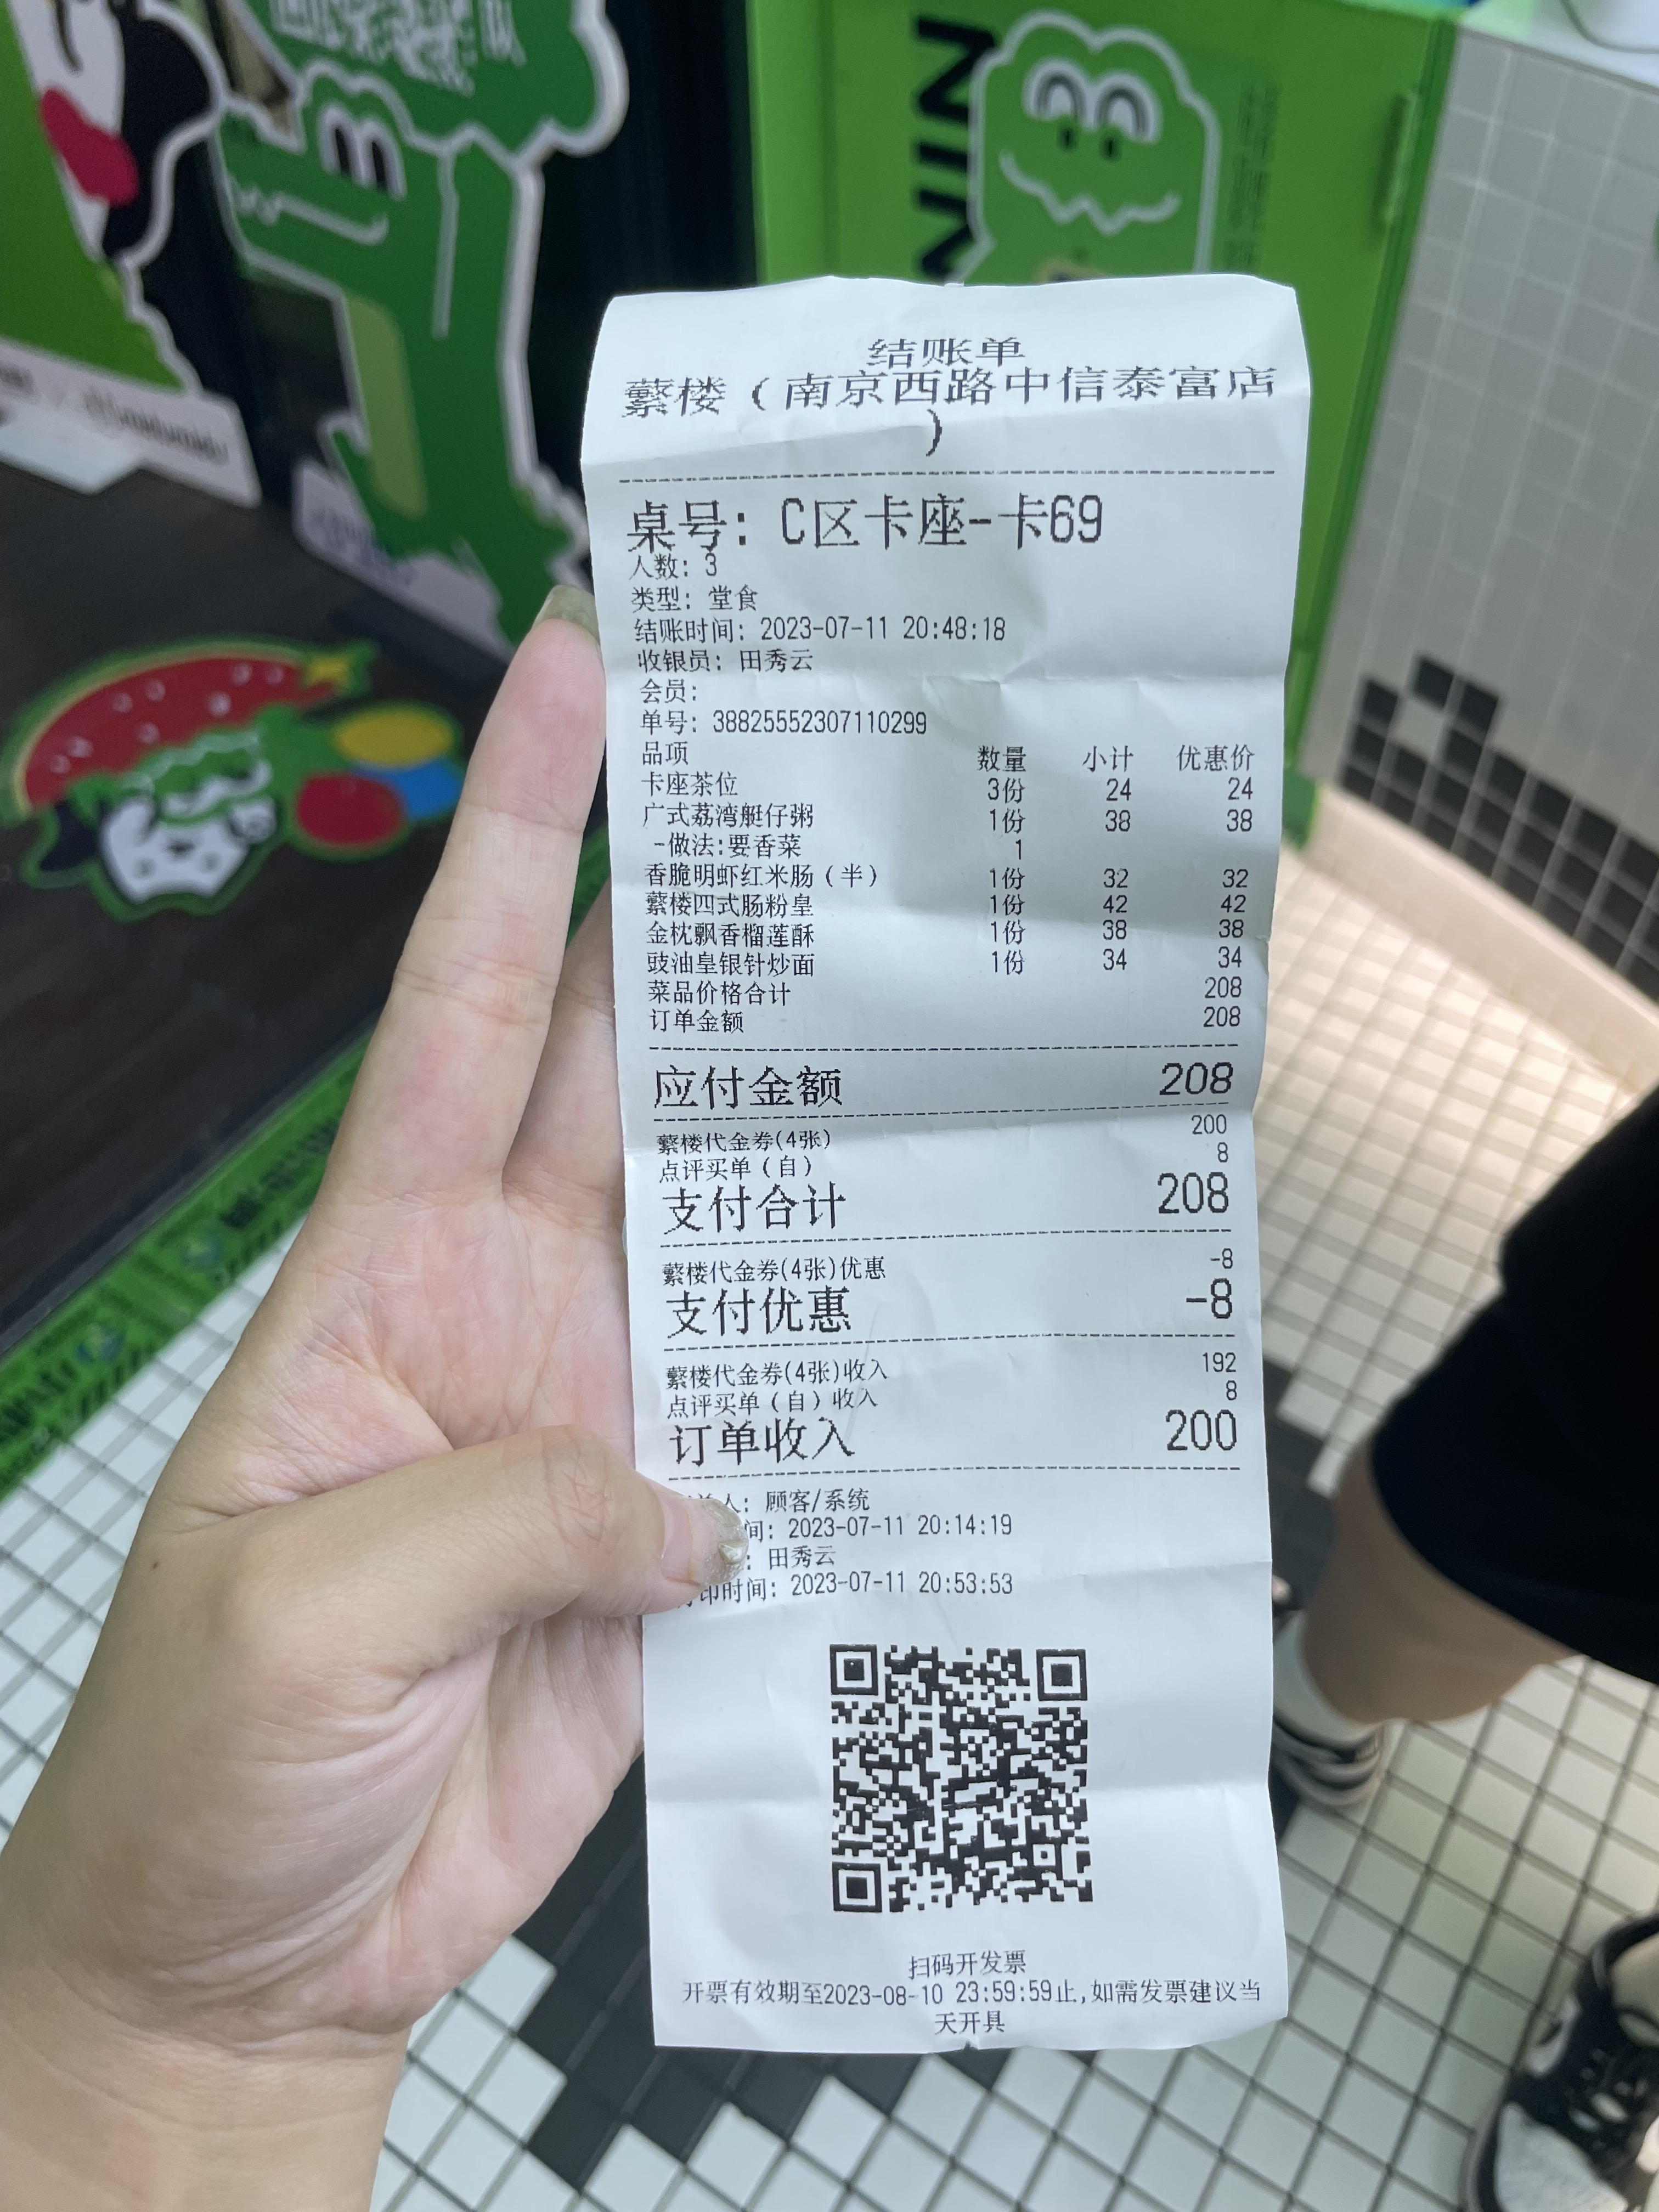 NIN
结账单
蘩楼（南京西路中信泰富店
）
桌号: C区卡座-卡69
人数: 3
类型: 堂食
结账时间: 2023-07-11 20:48:18
收银员: 田秀云
会员:
单号: 38825552307110299
品项 数量 小计 优惠价
卡座茶位 3份 24 24
广式荔湾艇仔粥 1份 38 38
-做法:要香菜 1
香脆明虾红米肠（半） 1份 32 32
蘩楼四式肠粉皇 1份 42 42
金枕飘香榴莲酥 1份 38 38
豉油皇银针炒面 1份 34 34
菜品价格合计 208
订单金额 208
应付金额 208
蘩楼代金券(4张) 200
点评买单（自） 8
支付合计 208
蘩楼代金券(4张)优惠 -8
支付优惠 -8
蘩楼代金券(4张)收入 192
点评买单（自）收入 8
订单收入 200
人: 顾客/系统
间: 2023-07-11 20:14:19
: 田秀云
印时间: 2023-07-11 20:53:53
扫码开发票
开票有效期至2023-08-10 23:59:59止,如需发票建议当
天开具